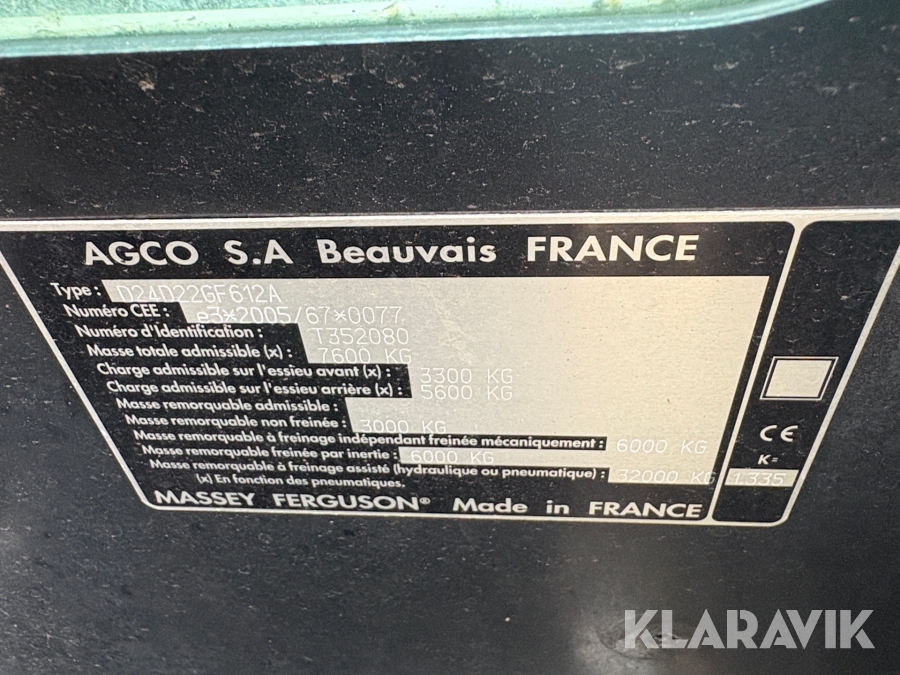 AGCO S.A Beauvais FRANCE
Type : D24D22GF612A
Numéro CEE : e3*2005/67*0077
Numéro d'Identification : T352080
Masse totale admissible (x) : 7600 KG
Charge admissible sur l'essieu avant (x) : 3300 KG
Charge admissible sur l'essieu arrière (x) : 5600 KG
Masse remorquable admissible :
Masse remorquable non freinée : 3000 KG
Masse remorquable à freinage indépendant freinée mécaniquement : 6000 KG
Masse remorquable freinée par inertie : 6000 KG
Masse remorquable à freinage assisté (hydraulique ou pneumatique) : 32000 KG
(x) En fonction des pneumatiques.
MASSEY FERGUSON® Made in FRANCE
CE
K=
1.335
KLARAVIK